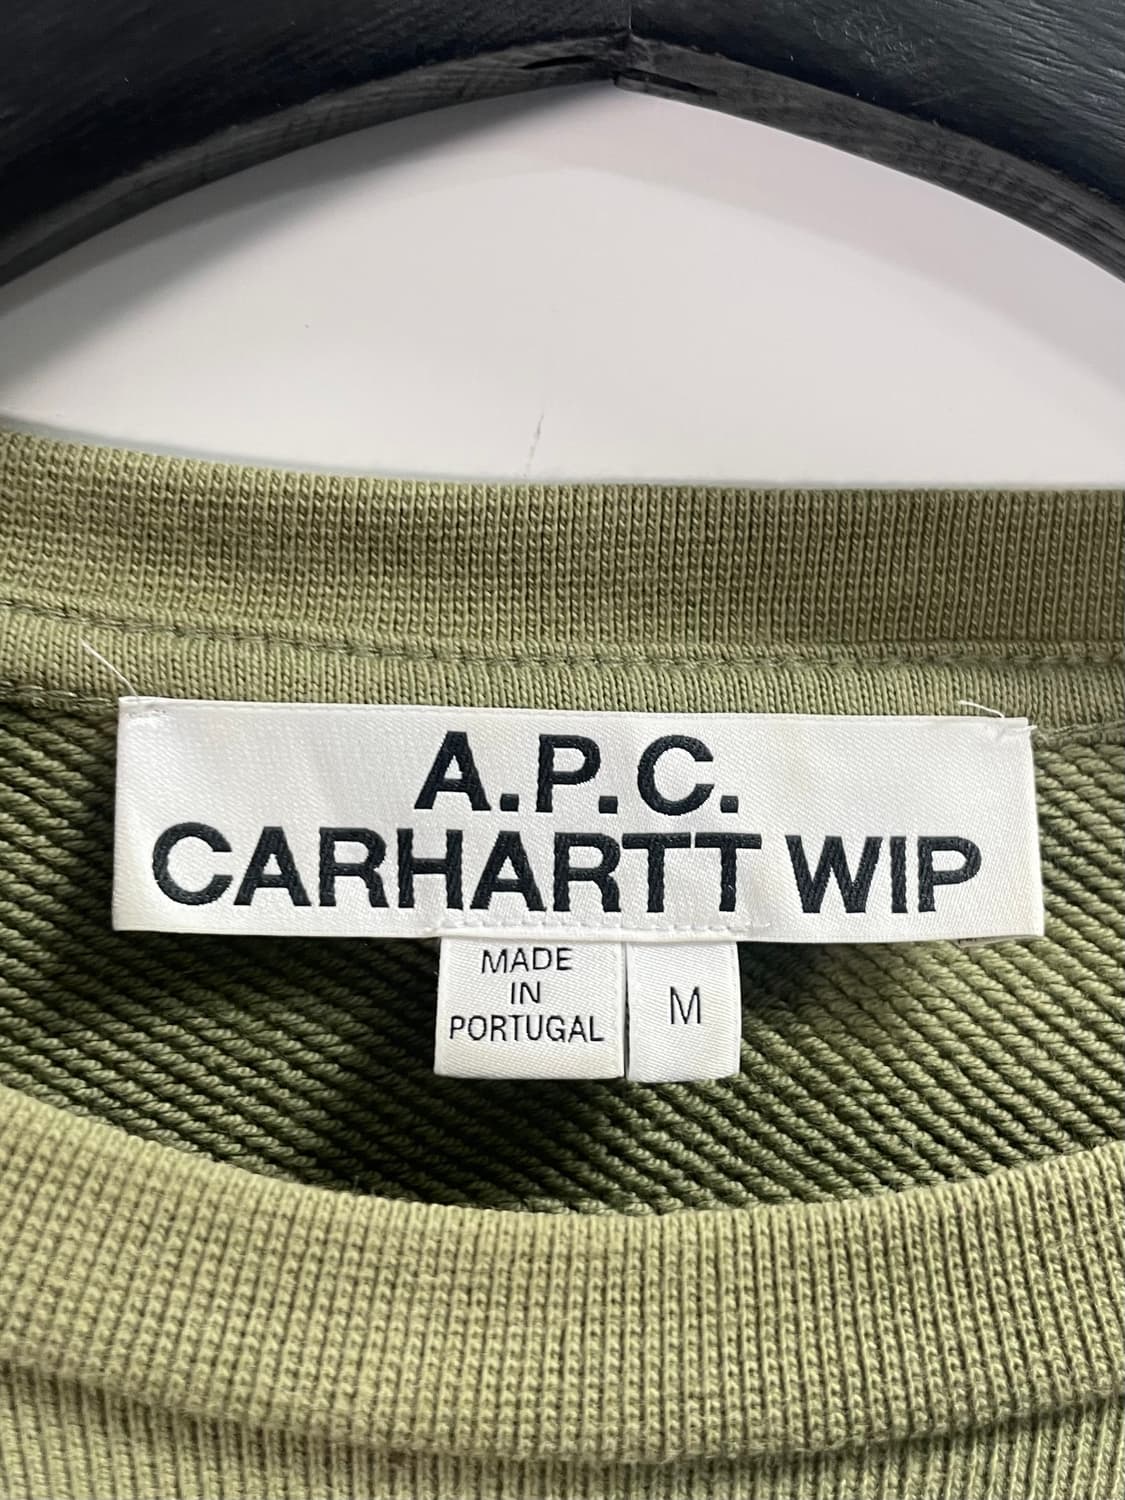 A.P.C.
CARHARTT WIP
MADE
IN
PORTUGAL
M